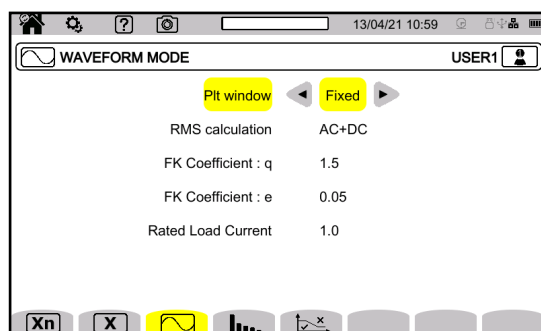 ? 13/04/21 10:59
WAVEFORM MODE USER1
Plt window Fixed
RMS calculation AC+DC
FK Coefficient : q 1.5
FK Coefficient : e 0.05
Rated Load Current 1.0
Xn X